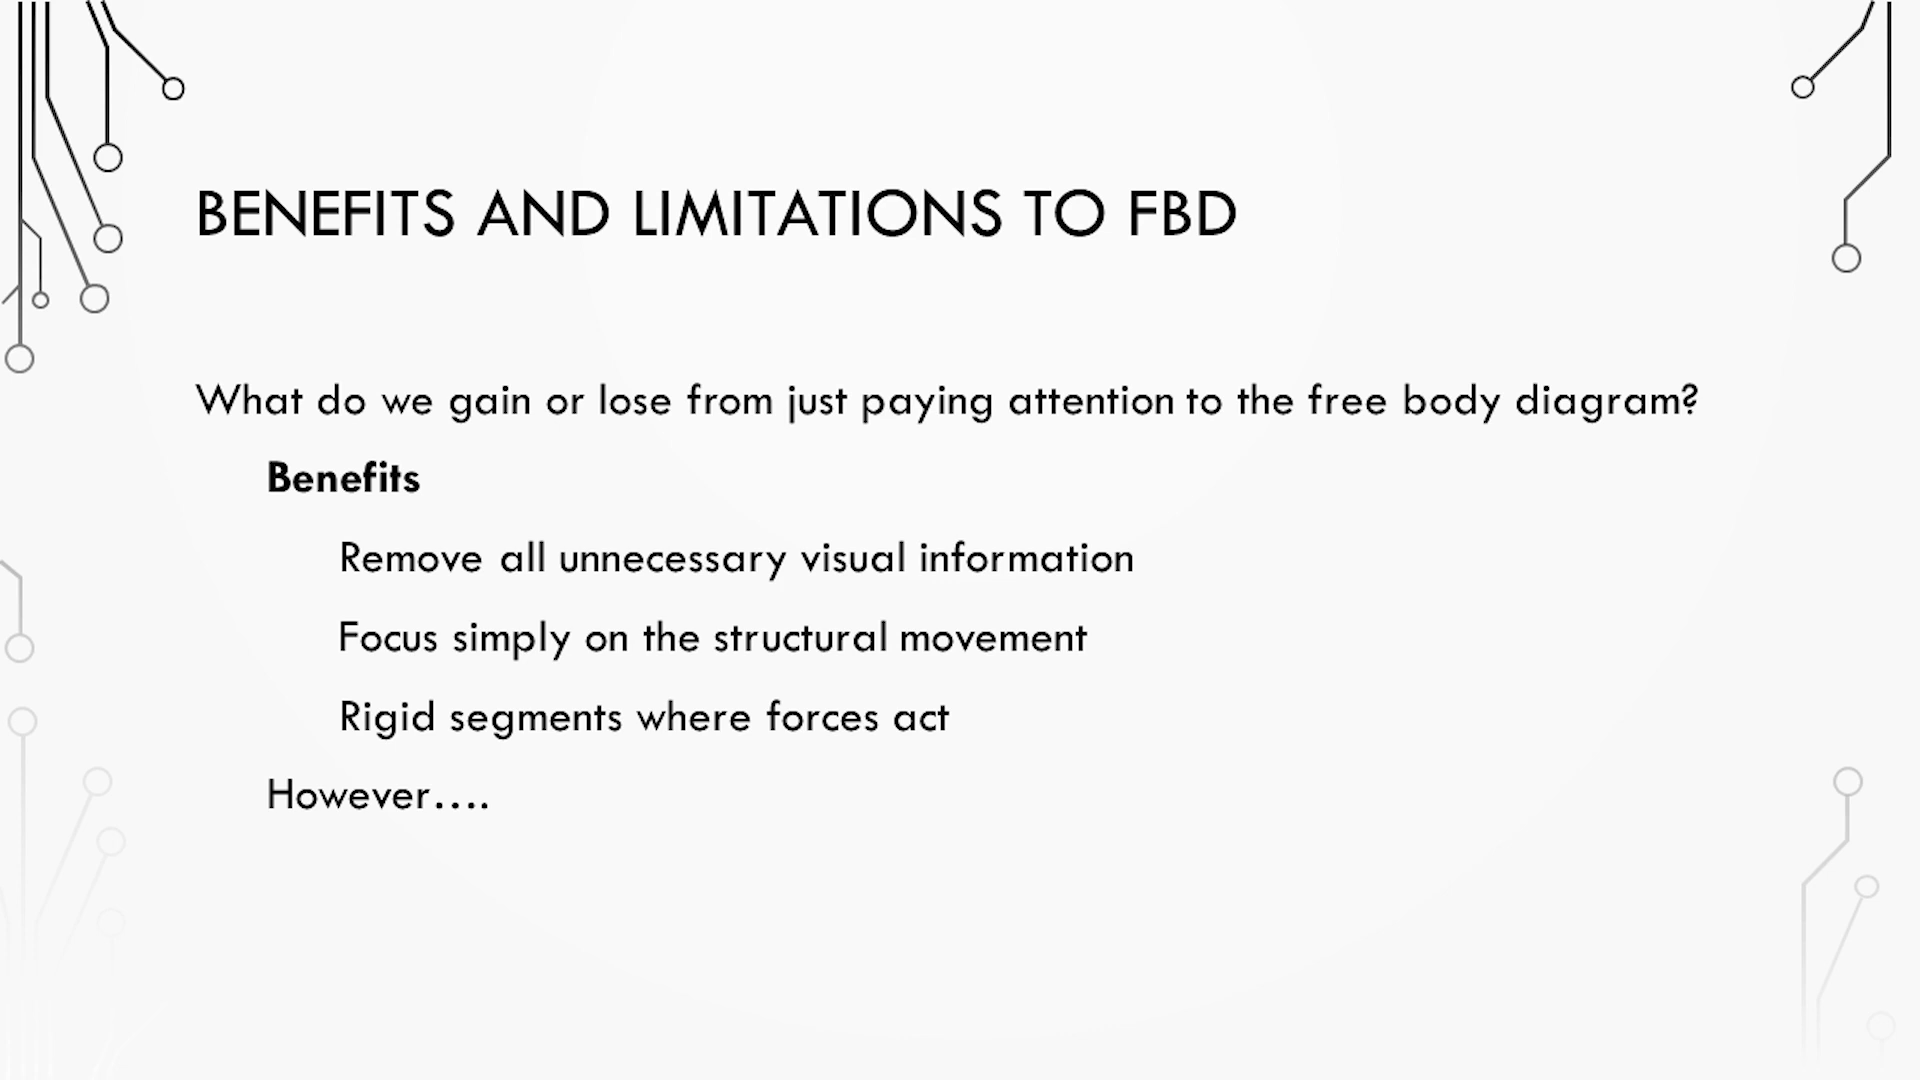 BENEFITS AND LIMITATIONS TO FBD
What do we gain or lose from just paying attention to the free body diagram?
Benefits
Remove all unnecessary visual information
Focus simply on the structural movement
Rigid segments where forces act
However....